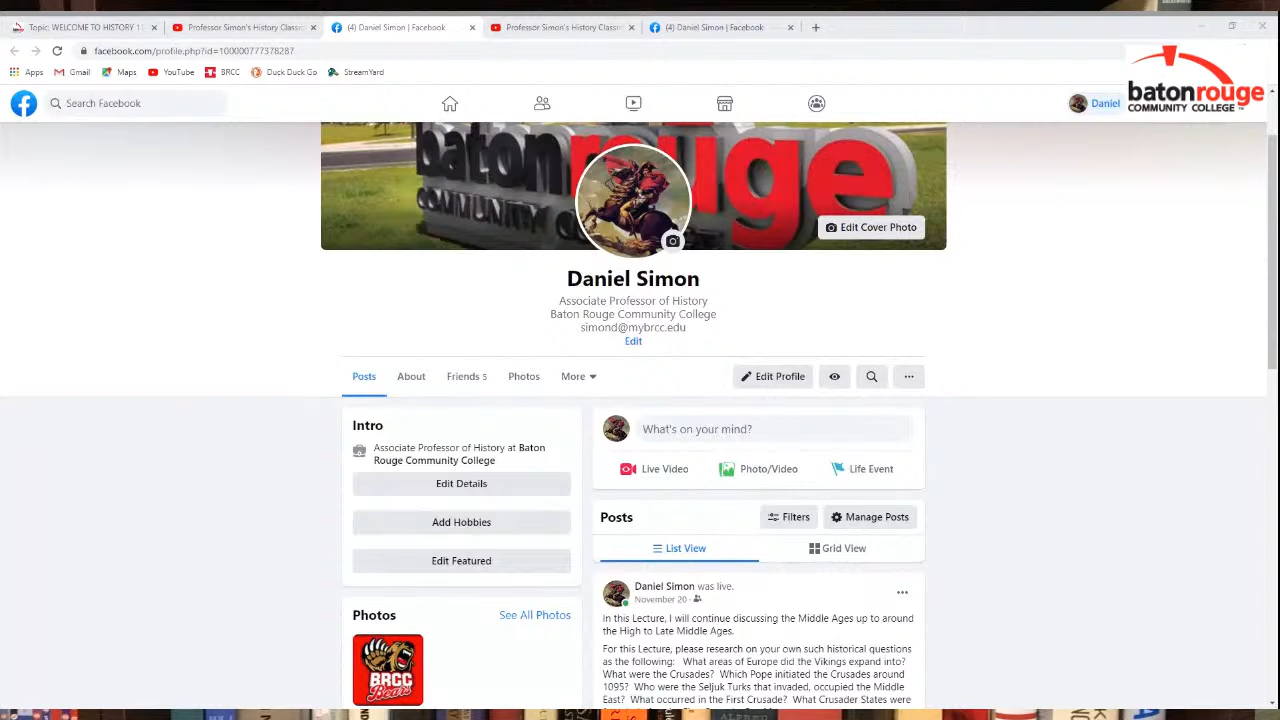 Topic: WELCOME TO HISTORY 1
Professor Simon's History Classro
(4) Daniel Simon | Facebook
Professor Simon's History Classro
(4) Daniel Simon | Facebook
facebook.com/profile.php?id=100000777378287
Apps
Gmail
Maps
YouTube
BRCC
Duck Duck Go
StreamYard
Search Facebook
Daniel
batonrouge
COMMUNITY COLLEGE
baton rouge
COMMUNITY CO
Edit Cover Photo
Daniel Simon
Associate Professor of History
Baton Rouge Community College
simond@mybrcc.edu
Edit
Posts
About
Friends 5
Photos
More
Edit Profile
Intro
Associate Professor of History at Baton
Rouge Community College
Edit Details
Add Hobbies
Edit Featured
Photos
See All Photos
BRCC
Bears
What's on your mind?
Live Video
Photo/Video
Life Event
Posts
Filters
Manage Posts
List View
Grid View
Daniel Simon was live.
November 20 ·
In this Lecture, I will continue discussing the Middle Ages up to around
the High to Late Middle Ages.
For this Lecture, please research on your own such historical questions
as the following: What areas of Europe did the Vikings expand into?
What were the Crusades? Which Pope initiated the Crusades around
1095? Who were the Seljuk Turks that invaded, occupied the Middle
East? What occurred in the First Crusade? What Crusader States were